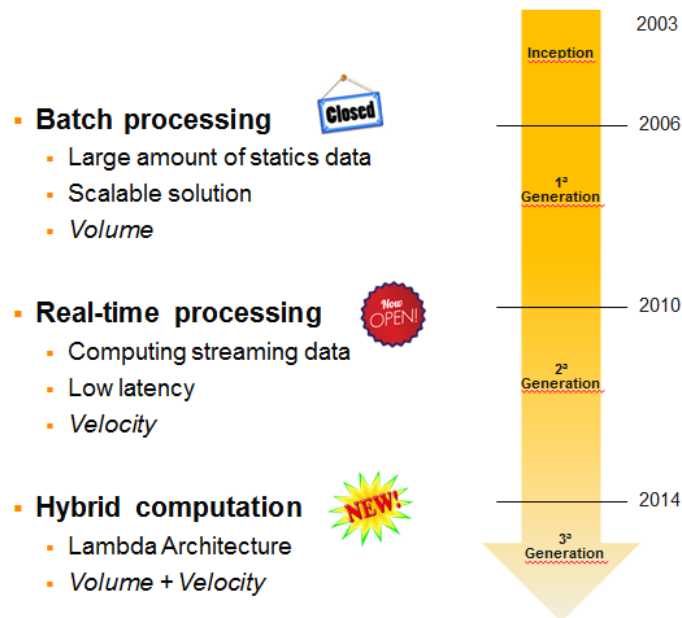 Batch processing
Closed
Large amount of statics data
Scalable solution
Volume
Real-time processing
Now
OPEN!
Computing streaming data
Low latency
Velocity
Hybrid computation
NEW!
Lambda Architecture
Volume + Velocity
2003
Inception
2006
1ª
Generation
2010
2ª
Generation
2014
3ª
Generation